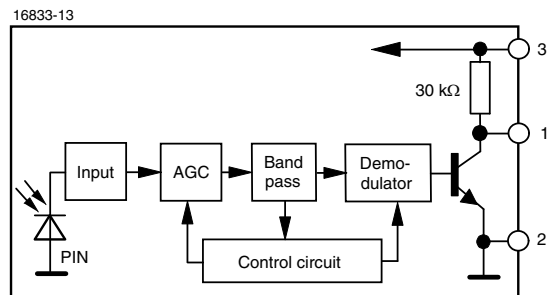 16833-13
3
30 kΩ
1
Input
AGC
Band
pass
Demo-
dulator
PIN
Control circuit
2